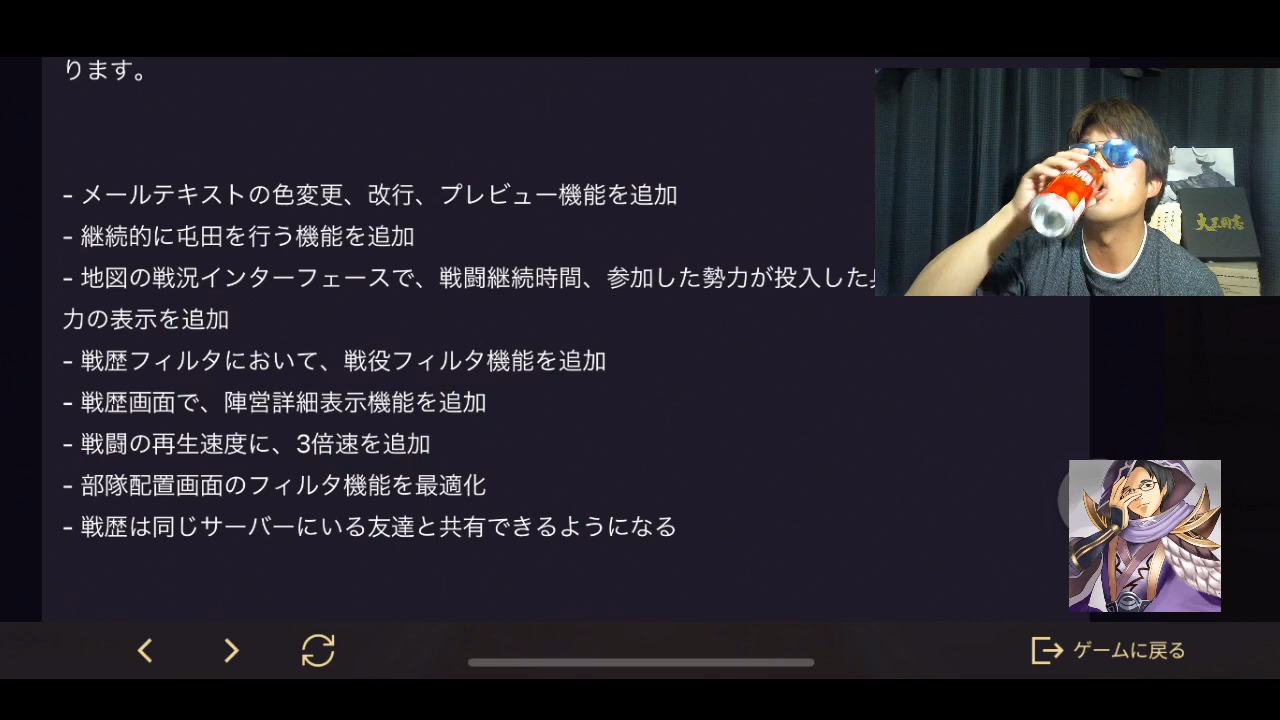 ります。
- メールテキストの色変更、改行、プレビュー機能を追加
- 継続的に屯田を行う機能を追加
- 地図の戦況インターフェースで、戦闘継続時間、参加した勢力が投入した
力の表示を追加
- 戦歴フィルタにおいて、戦役フィルタ機能を追加
- 戦歴画面で、陣営詳細表示機能を追加
- 戦闘の再生速度に、3倍速を追加
- 部隊配置画面のフィルタ機能を最適化
- 戦歴は同じサーバーにいる友達と共有できるようになる
大三国志
ゲームに戻る